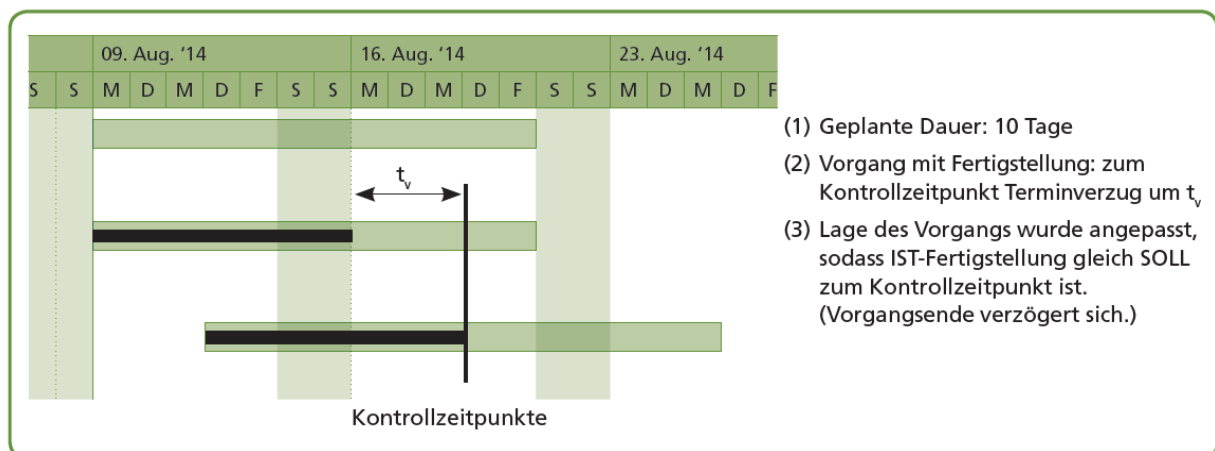 09. Aug. '14 16. Aug. '14 23. Aug. '14
S S M D M D F S S M D M D F S S M D M D F
(1) Geplante Dauer: 10 Tage
(2) Vorgang mit Fertigstellung: zum
Kontrollzeitpunkt Terminverzug um tv
(3) Lage des Vorgangs wurde angepasst,
sodass IST-Fertigstellung gleich SOLL
zum Kontrollzeitpunkt ist.
(Vorgangsende verzögert sich.)
tv
Kontrollzeitpunkte